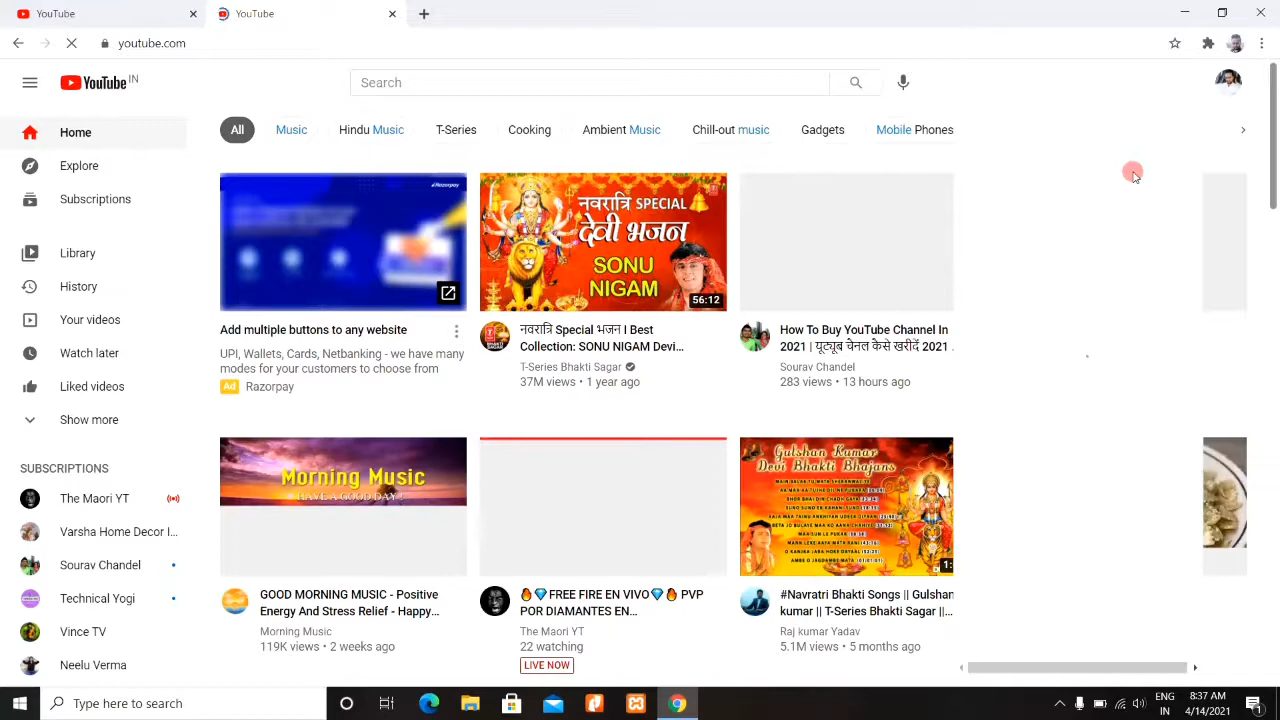 YouTube
YouTube
youtube.com
YouTube IN
Search
Home
Explore
Subscriptions
Library
History
Your videos
Watch later
Liked videos
Show more
SUBSCRIPTIONS
The Maori YT
Varsha Home Decor I...
Sourav Chandel
Technical Yogi
Vince TV
Neelu Verma
All Music Hindu Music T-Series Cooking Ambient Music Chill-out music Gadgets Mobile Phones
Razorpay
Add multiple buttons to any website
UPI, Wallets, Cards, Netbanking - we have many
modes for your customers to choose from
Ad Razorpay
नवरात्रि SPECIAL
देवी भजन
SONU
NIGAM
56:12
नवरात्रि Special भजन I Best
Collection: SONU NIGAM Devi...
T-Series Bhakti Sagar
37M views • 1 year ago
How To Buy YouTube Channel In
2021 | यूट्यूब चैनल कैसे खरीदें 2021
Sourav Chandel
283 views • 13 hours ago
Morning Music
HAVE A GOOD DAY
GOOD MORNING MUSIC - Positive
Energy And Stress Relief - Happy...
Morning Music
119K views • 2 weeks ago
🔥💎FREE FIRE EN VIVO💎🔥 PVP
POR DIAMANTES EN...
The Maori YT
22 watching
LIVE NOW
Gulshan Kumar
Devi Bhakti Bhajans
#Navratri Bhakti Songs || Gulshan
kumar || T-Series Bhakti Sagar ||...
Raj kumar Yadav
5.1M views • 5 months ago
Type here to search
ENG
IN
8:37 AM
4/14/2021